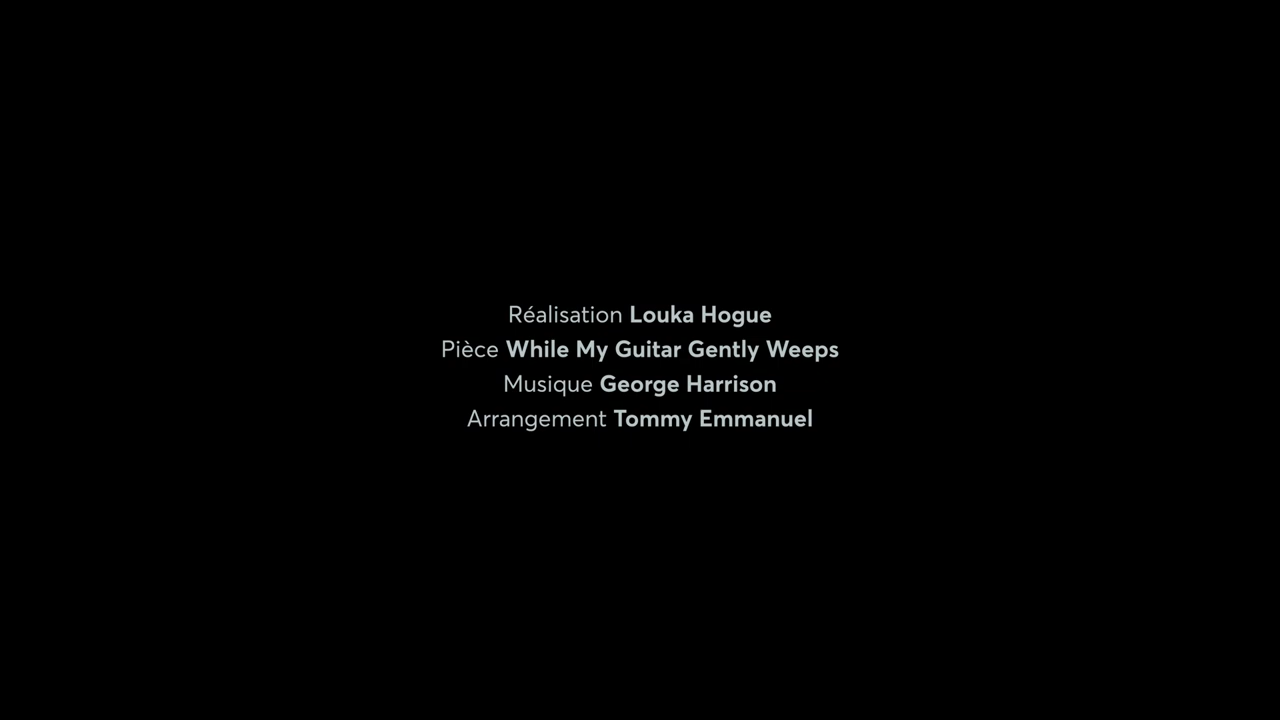 Réalisation Louka Hogue
Pièce While My Guitar Gently Weeps
Musique George Harrison
Arrangement Tommy Emmanuel